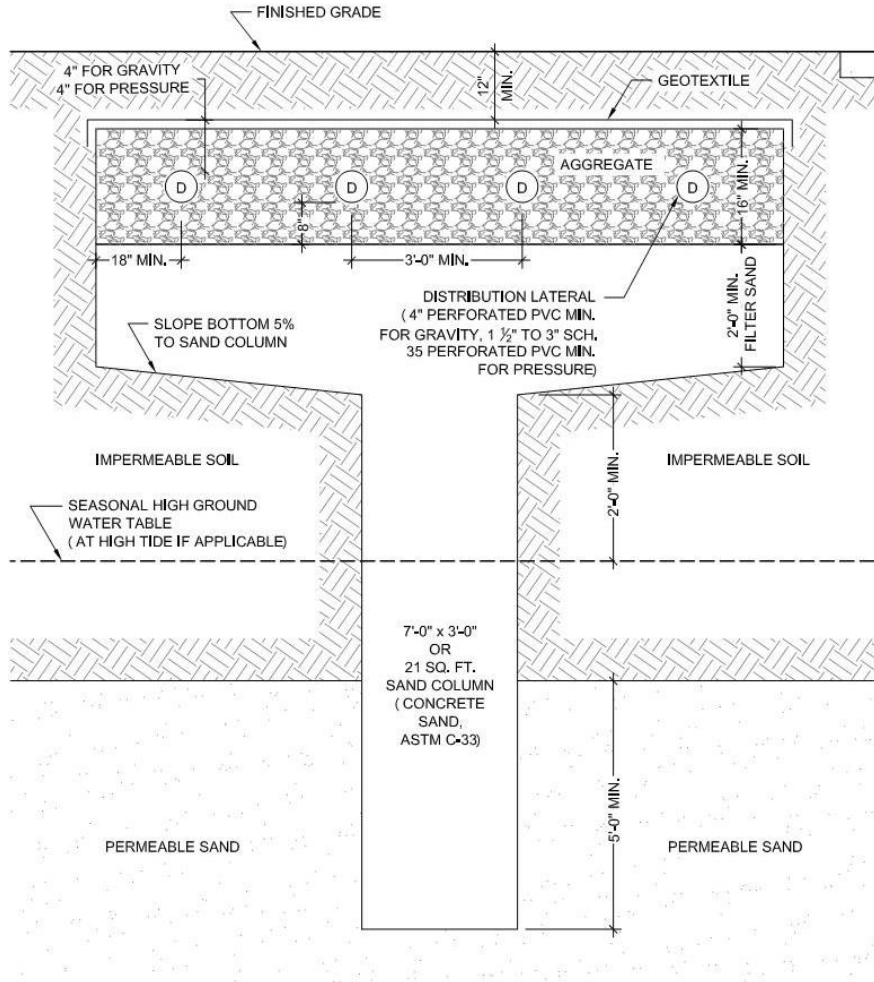 FINISHED GRADE
4" FOR GRAVITY
4" FOR PRESSURE
12"
MIN.
GEOTEXTILE
AGGREGATE
D
D
D
D
16" MIN.
8"
18" MIN.
3'-0" MIN.
2'-0" MIN.
FILTER SAND
DISTRIBUTION LATERAL
( 4" PERFORATED PVC MIN.
FOR GRAVITY, 1 ½" TO 3" SCH.
35 PERFORATED PVC MIN.
FOR PRESSURE)
SLOPE BOTTOM 5%
TO SAND COLUMN
IMPERMEABLE SOIL
2'-0" MIN.
IMPERMEABLE SOIL
SEASONAL HIGH GROUND
WATER TABLE
( AT HIGH TIDE IF APPLICABLE)
7'-0" x 3'-0"
OR
21 SQ. FT.
SAND COLUMN
( CONCRETE
SAND,
ASTM C-33)
5'-0" MIN.
PERMEABLE SAND
PERMEABLE SAND